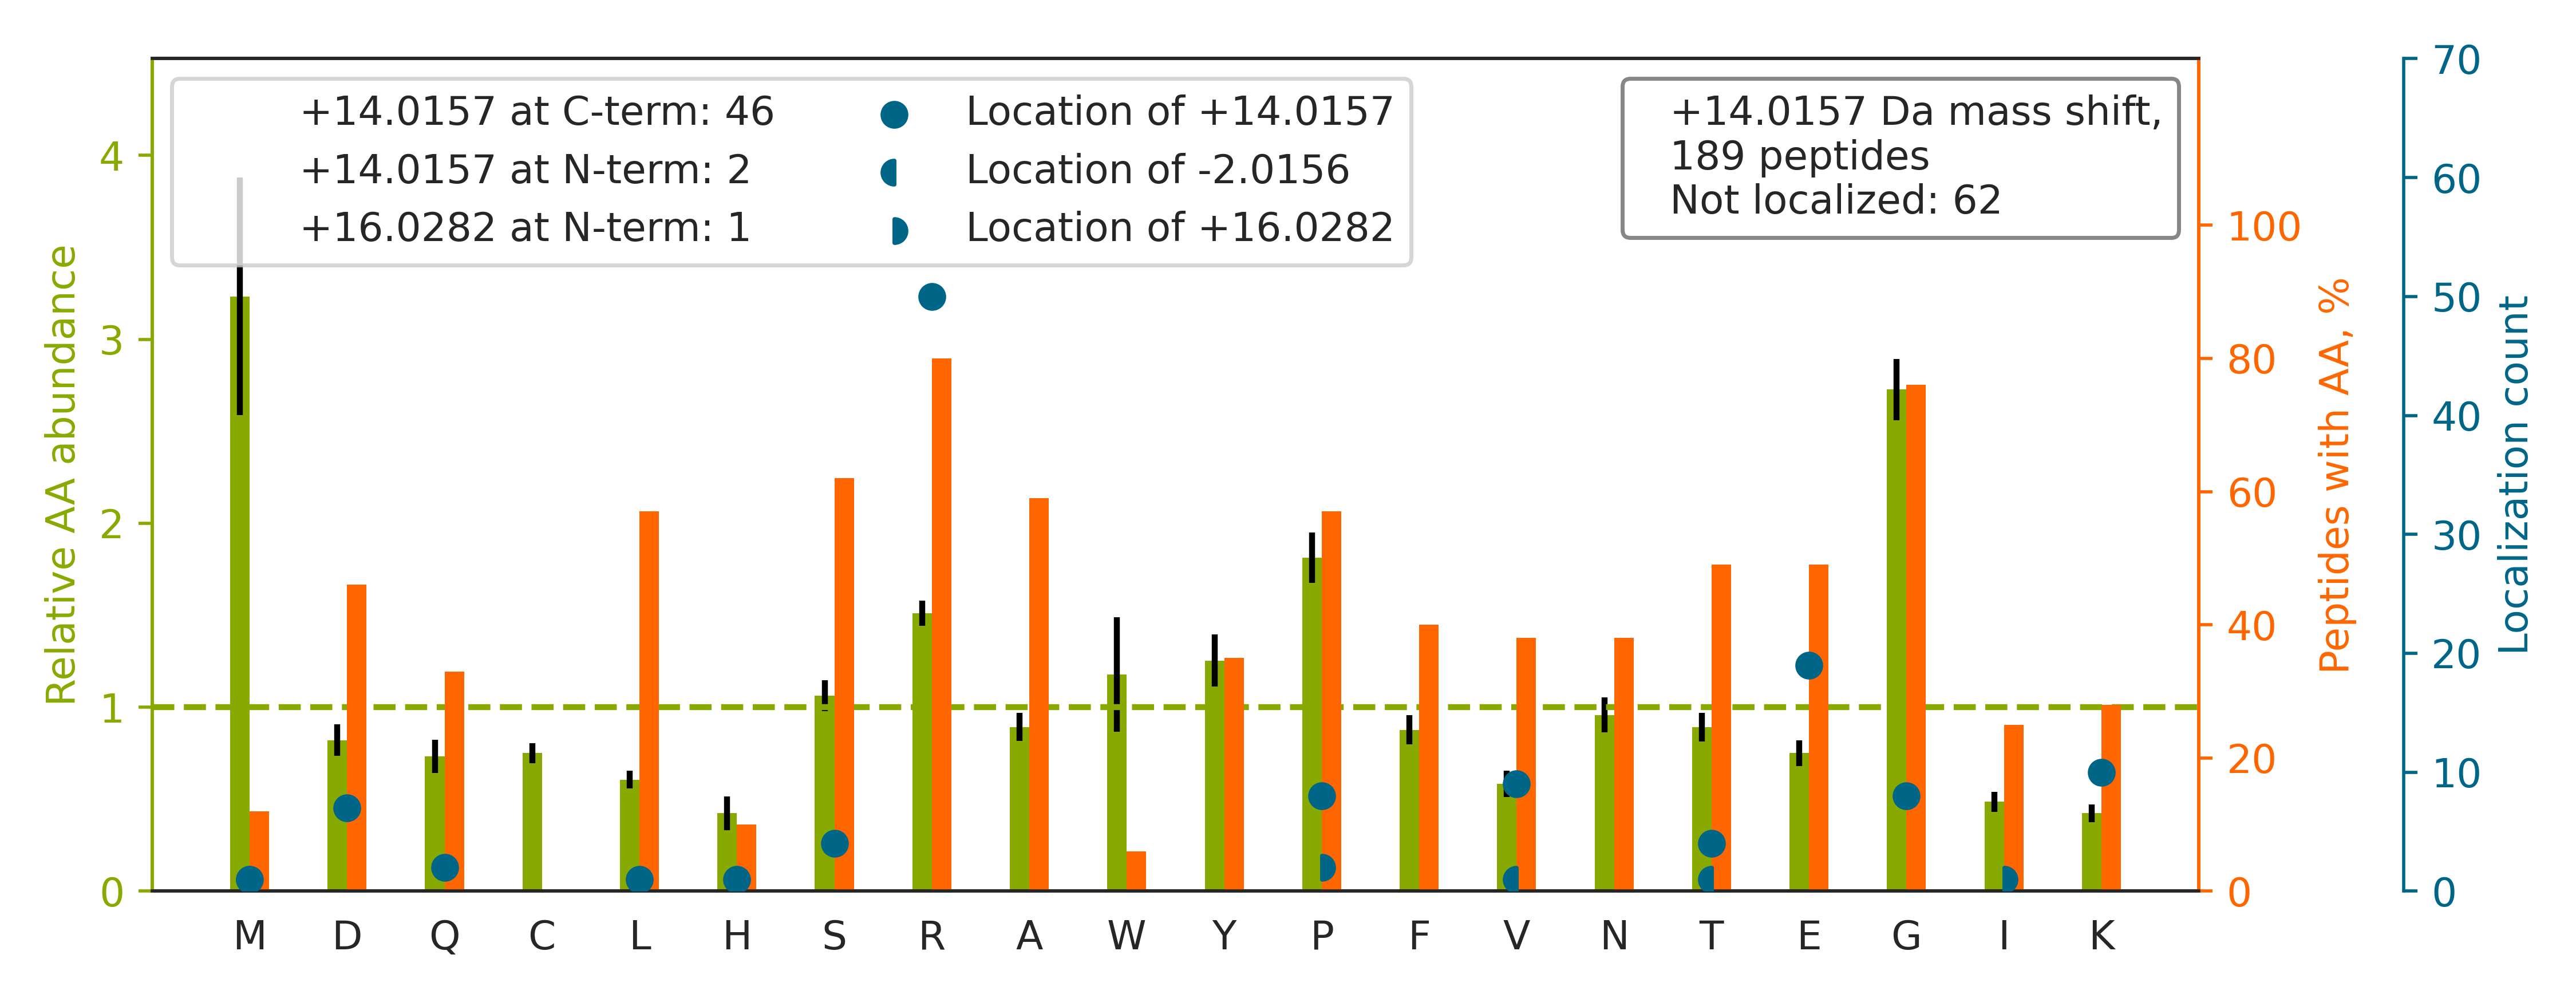 +14.0157 at C-term: 46
+14.0157 at N-term: 2
+16.0282 at N-term: 1
Location of +14.0157
Location of -2.0156
Location of +16.0282
+14.0157 Da mass shift,
189 peptides
Not localized: 62
Relative AA abundance
4
3
2
1
0
M D Q C L H S R A W Y P F V N T E G I K
100
80
60
40
20
0
Peptides with AA, %
70
60
50
40
30
20
10
0
Localization count